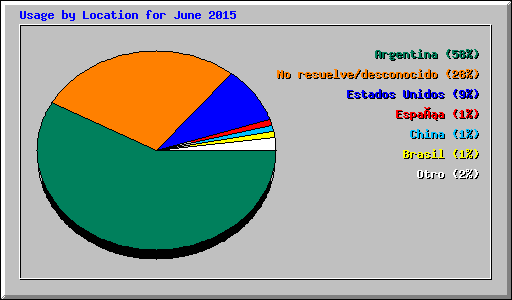 Usage by Location for June 2015
Argentina (58%)
No resuelve/desconocido (28%)
Estados Unidos (9%)
EspaÃ±a (1%)
China (1%)
Brasil (1%)
Otro (2%)